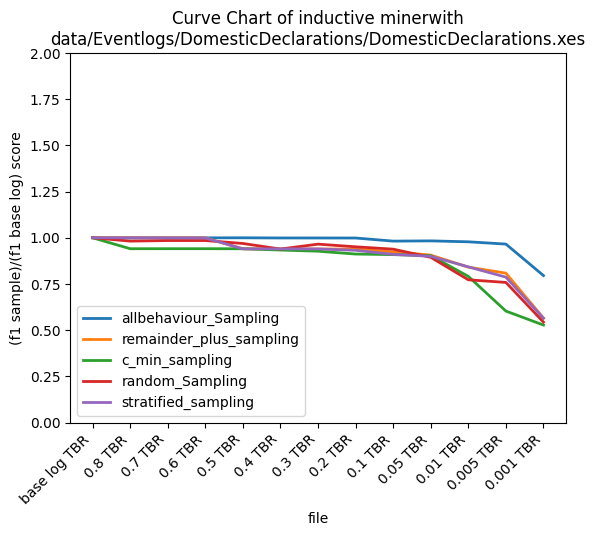 Curve Chart of inductive minerwith
data/Eventlogs/DomesticDeclarations/DomesticDeclarations.xes
(f1 sample)/(f1 base log) score
2.00
1.75
1.50
1.25
1.00
0.75
0.50
0.25
0.00
allbehaviour_Sampling
remainder_plus_sampling
c_min_sampling
random_Sampling
stratified_sampling
base log TBR
0.8 TBR
0.7 TBR
0.6 TBR
0.5 TBR
0.4 TBR
0.3 TBR
0.2 TBR
0.1 TBR
0.05 TBR
0.01 TBR
0.005 TBR
0.001 TBR
file